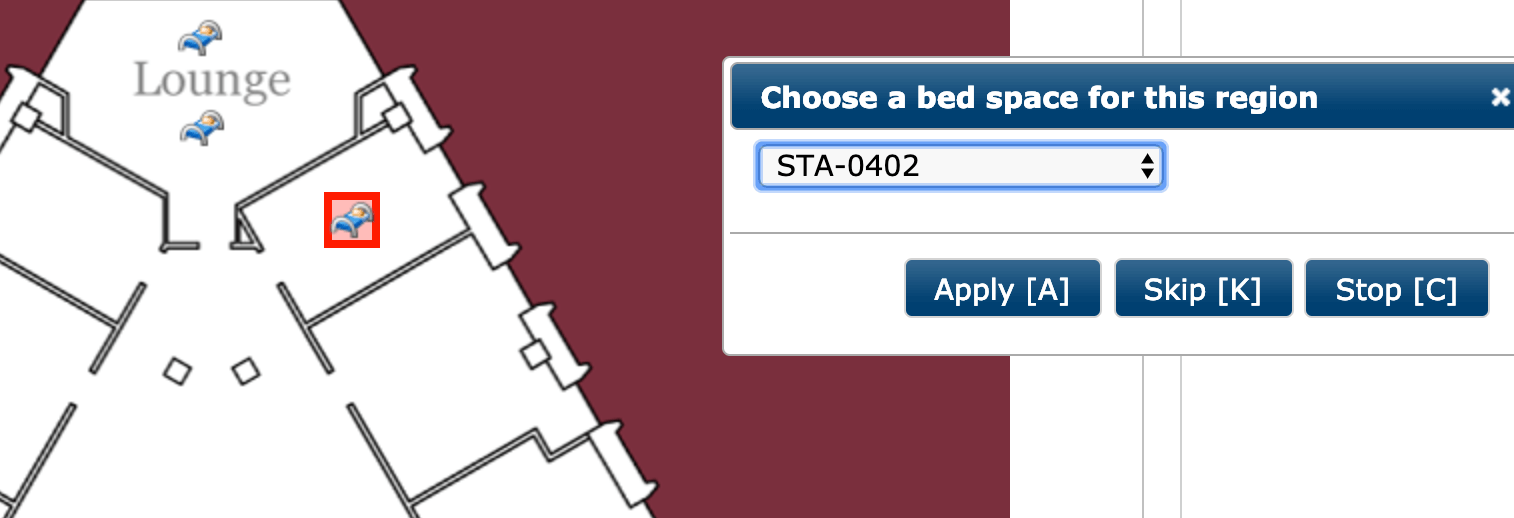 Lounge
Choose a bed space for this region
STA-0402
Apply [A]
Skip [K]
Stop [C]